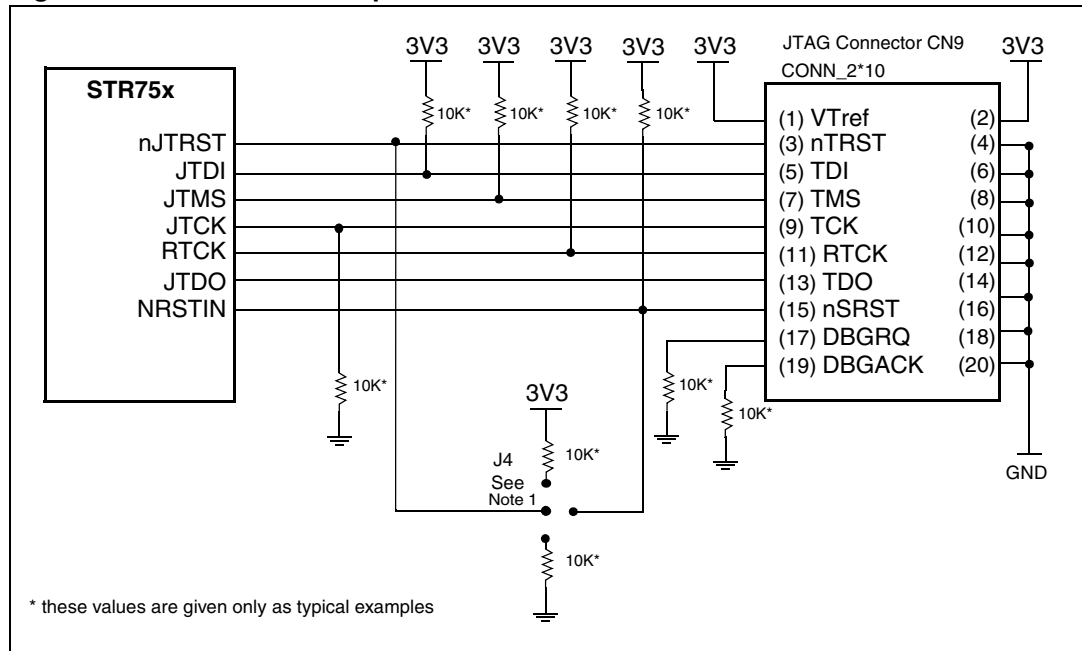 3V3 3V3 3V3 3V3 3V3 JTAG Connector CN9 3V3
CONN_2*10
STR75x
10K* 10K* 10K* 10K*
(1) VTref (2)
nJTRST (3) nTRST (4)
JTDI (5) TDI (6)
JTMS (7) TMS (8)
JTCK (9) TCK (10)
RTCK (11) RTCK (12)
JTDO (13) TDO (14)
NRSTIN (15) nSRST (16)
(17) DBGRQ (18)
(19) DBGACK (20)
10K* 10K*
3V3
10K*
J4 10K*
See
Note 1
GND
10K*
* these values are given only as typical examples